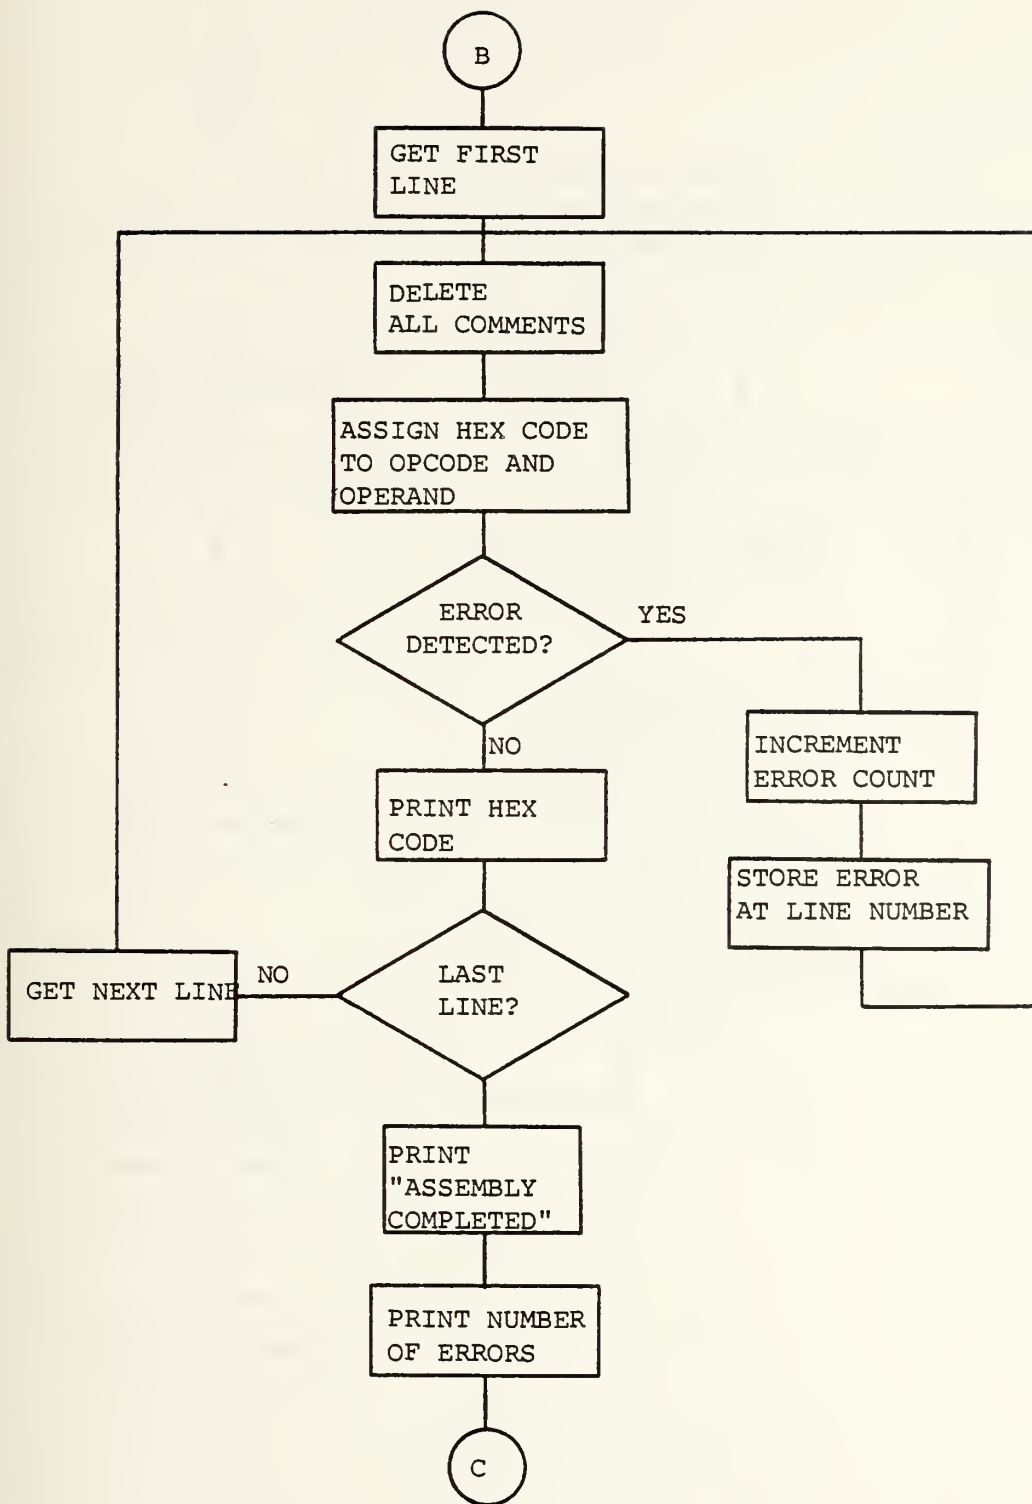 B
GET FIRST
LINE
DELETE
ALL COMMENTS
ASSIGN HEX CODE
TO OPCODE AND
OPERAND
ERROR
DETECTED?
YES
NO
INCREMENT
ERROR COUNT
PRINT HEX
CODE
STORE ERROR
AT LINE NUMBER
LAST
LINE?
NO
GET NEXT LINE
PRINT
"ASSEMBLY
COMPLETED"
PRINT NUMBER
OF ERRORS
C